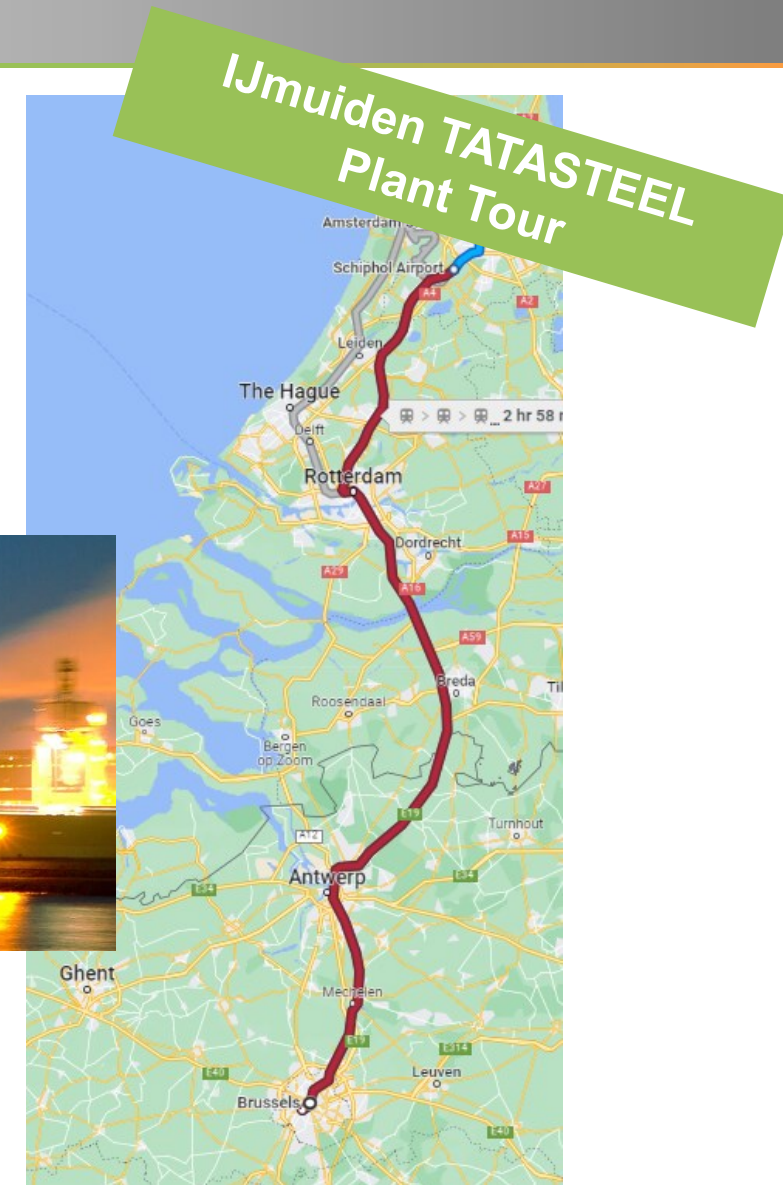 IJmuiden TATASTEEL
Plant Tour
Amsterdam
Schiphol Airport
A4
A2
Leiden
The Hague
2 hr 58
Delft
Rotterdam
A27
Dordrecht
A15
A29
A16
A59
Breda
Roosendaal
Goes
Bergen
op Zoom
E19
A12
Turnhout
Antwerp
E34
E34
Ghent
Mechelen
E19
E314
E40
Leuven
Brussels
E40